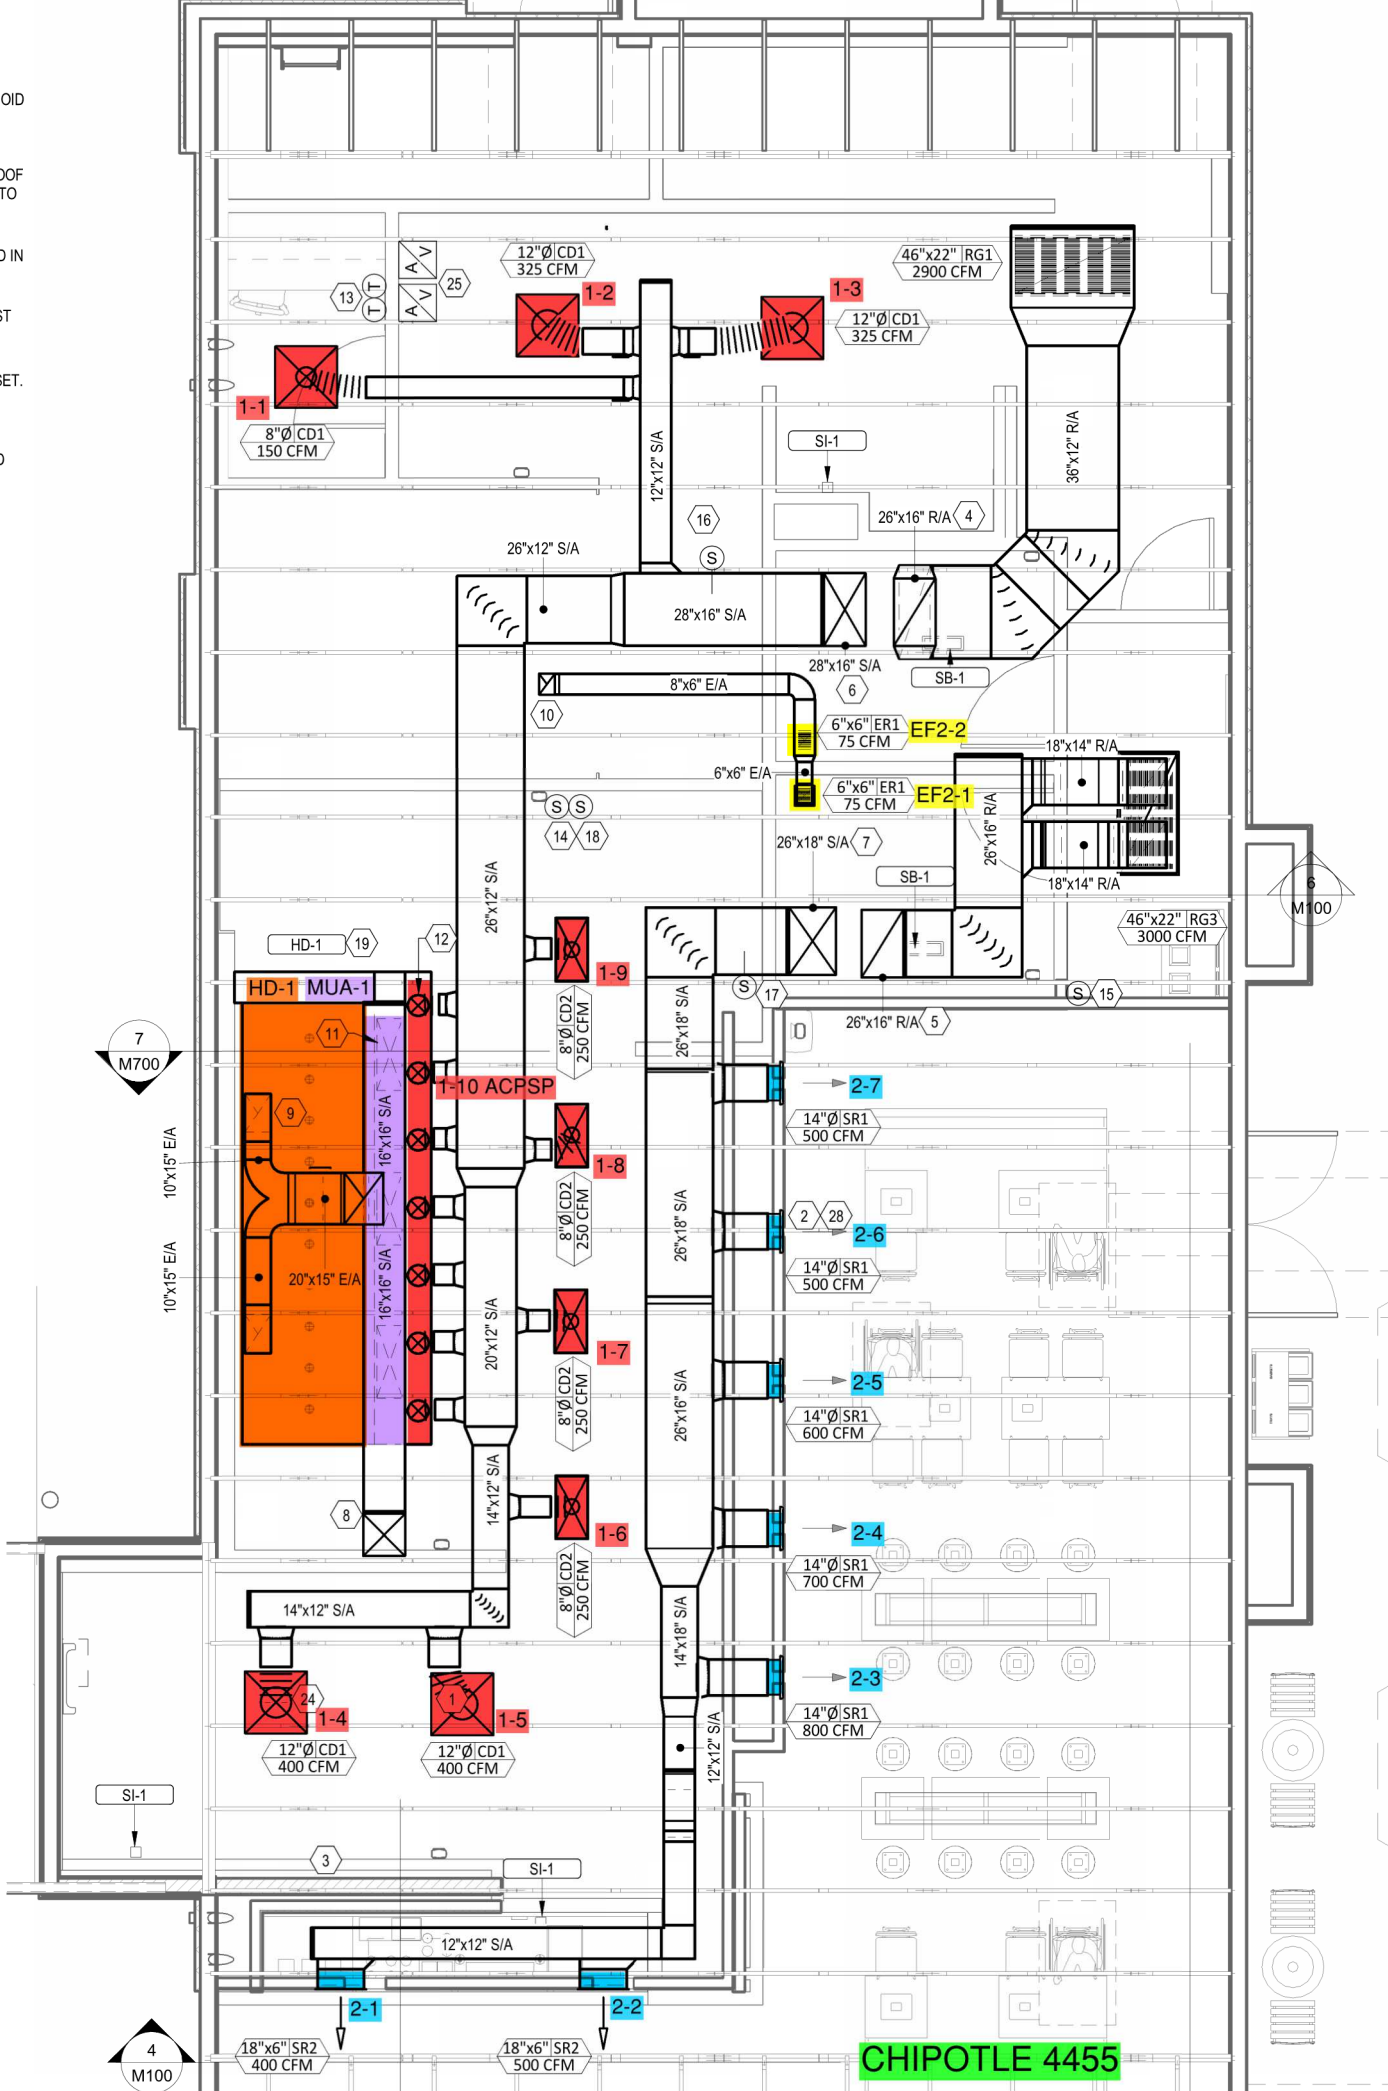 OID
OOF
TO
D IN
ST
SET.
D
12"Ø CD1
325 CFM
46"x22" RG1
2900 CFM
13
T
T
A V
A V
25
1-2
1-3
12"Ø CD1
325 CFM
1-1
8"Ø CD1
150 CFM
12"x12" S/A
SI-1
36"x12" R/A
16
26"x16" R/A 4
26"x12" S/A
S
28"x16" S/A
28"x16" S/A
6
SB-1
8"x6" E/A
10
6"x6" ER1
75 CFM
EF2-2
18"x14" R/A
6"x6" E/A
6"x6" ER1
75 CFM
EF2-1
26"x16" R/A
S S
14 18
26"x18" S/A 7
26"x12" S/A
SB-1
18"x14" R/A
6
M100
46"x22" RG3
3000 CFM
HD-1 19
12
1-9
HD-1 MUA-1
S 17
S 15
26"x16" R/A 5
26"x18" S/A
8"Ø CD2
250 CFM
11
7
M700
1-10 ACPSP
2-7
9
16"x16" S/A
14"Ø SR1
500 CFM
10"x15" E/A
1-8
8"Ø CD2
250 CFM
26"x18" S/A
2 28
2-6
14"Ø SR1
500 CFM
10"x15" E/A
20"x15" E/A
16"x16" S/A
20"x12" S/A
1-7
2-5
8"Ø CD2
250 CFM
26"x16" S/A
14"Ø SR1
600 CFM
14"x12" S/A
8
1-6
2-4
8"Ø CD2
250 CFM
14"Ø SR1
700 CFM
14"x12" S/A
14"x18" S/A
2-3
24
1
1-4
1-5
14"Ø SR1
800 CFM
12"Ø CD1
400 CFM
12"Ø CD1
400 CFM
12"x12" S/A
SI-1
3
SI-1
12"x12" S/A
2-1
2-2
4
M100
18"x6" SR2
400 CFM
18"x6" SR2
500 CFM
CHIPOTLE 4455